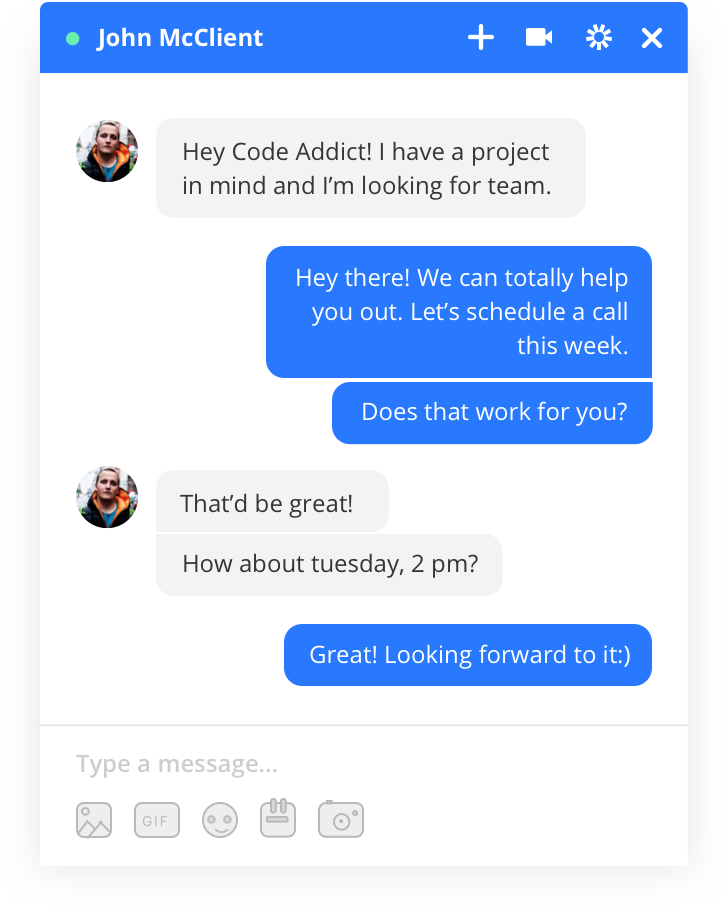 John McClient
Hey Code Addict! I have a project
in mind and I’m looking for team.
Hey there! We can totally help
you out. Let’s schedule a call
this week.
Does that work for you?
That’d be great!
How about tuesday, 2 pm?
Great! Looking forward to it:)
Type a message...
GIF